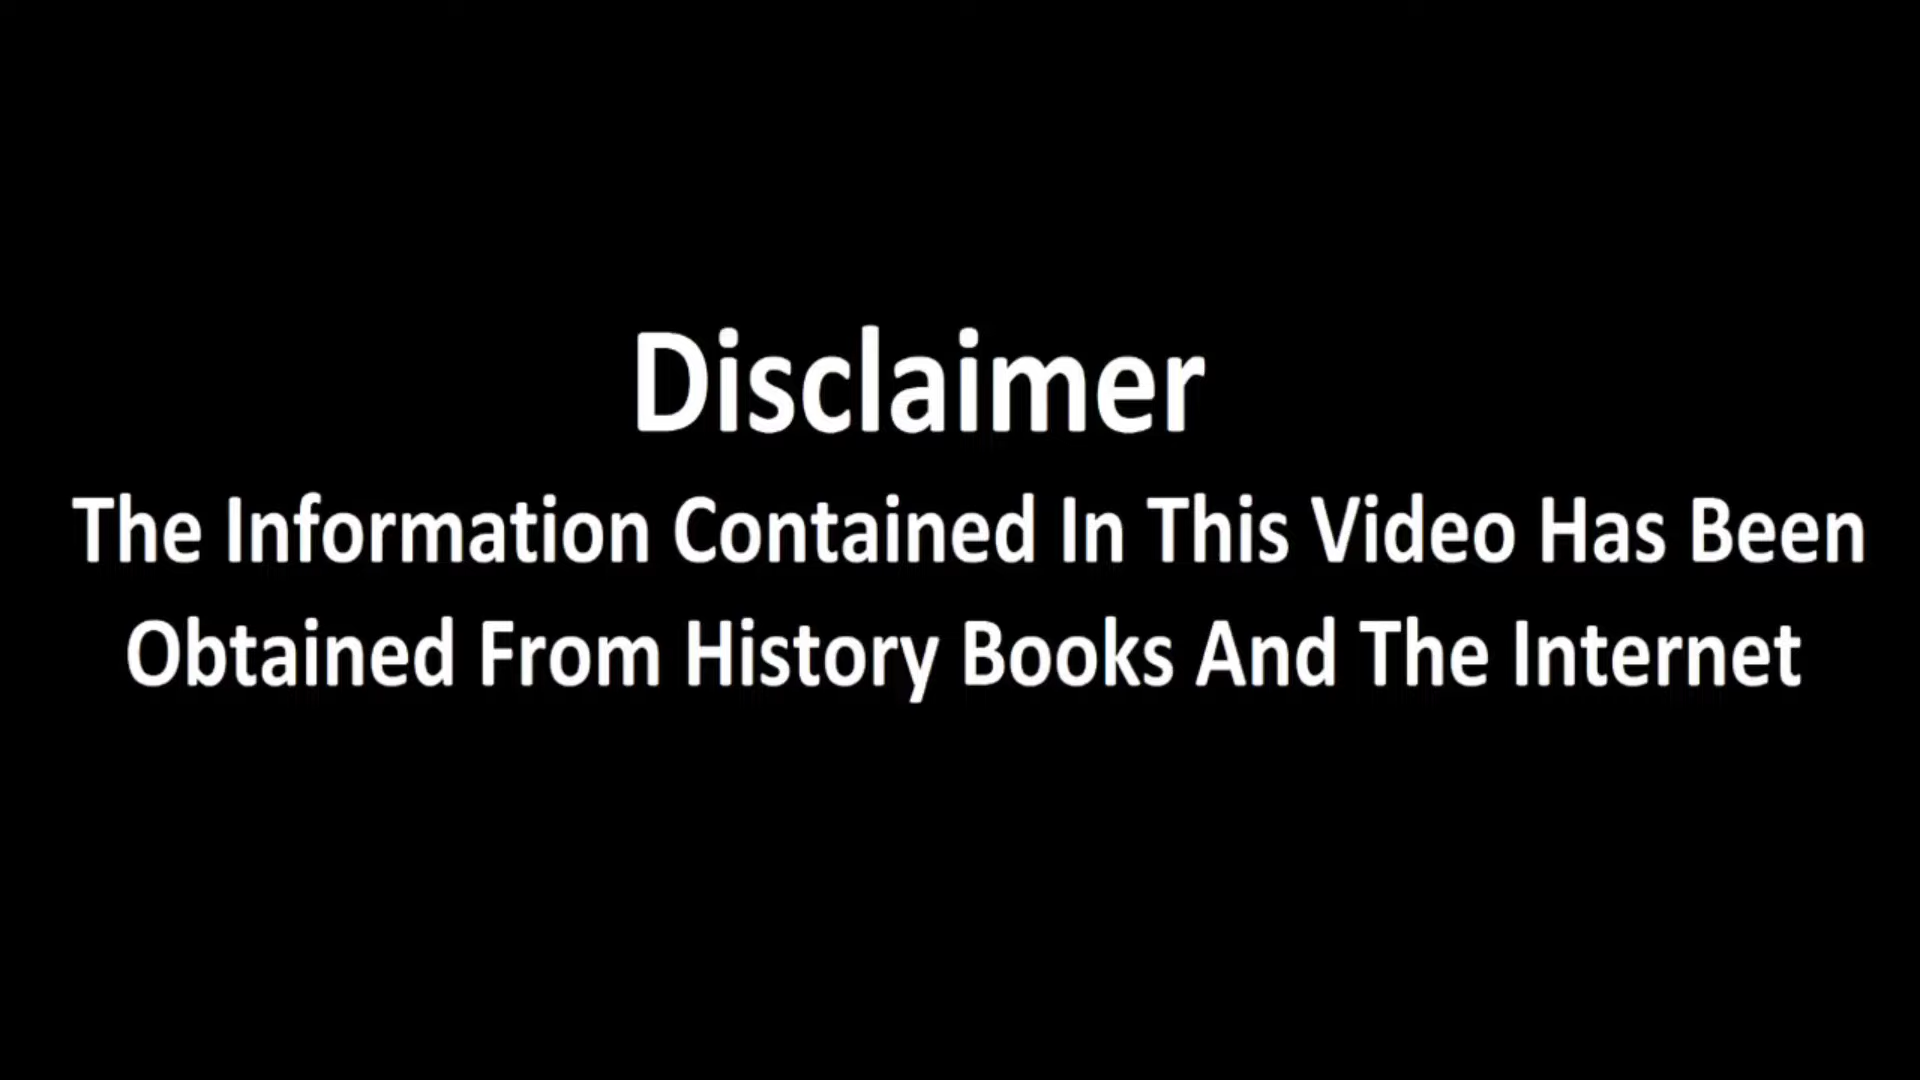 Disclaimer
The Information Contained In This Video Has Been
Obtained From History Books And The Internet